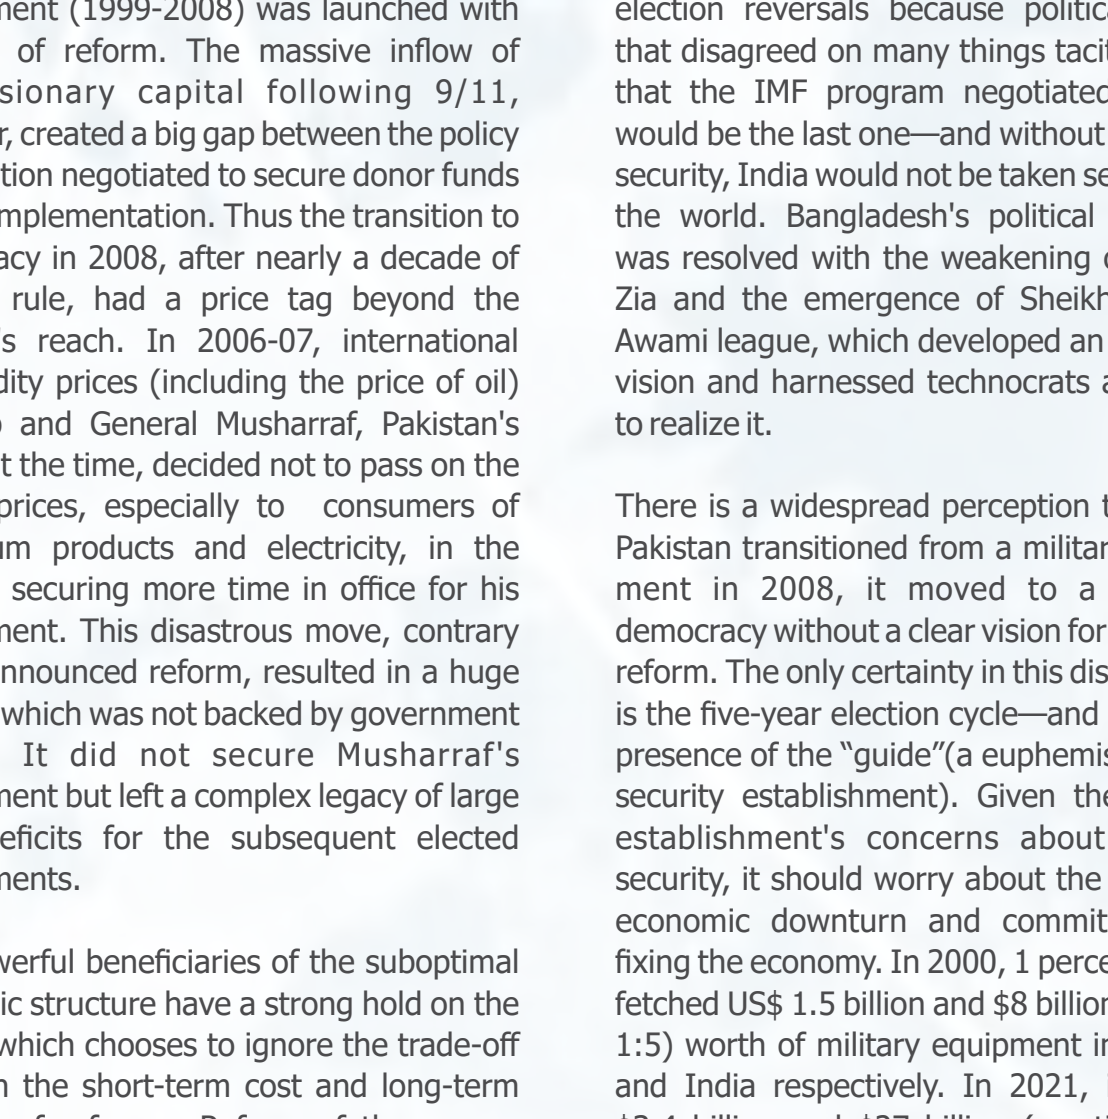 ment (1999-2008) was launched with
of reform. The massive inflow of
sionary capital following 9/11,
r, created a big gap between the policy
tion negotiated to secure donor funds
mplementation. Thus the transition to
acy in 2008, after nearly a decade of
rule, had a price tag beyond the
's reach. In 2006-07, international
dity prices (including the price of oil)
and General Musharraf, Pakistan's
t the time, decided not to pass on the
prices, especially to consumers of
um products and electricity, in the
securing more time in office for his
ment. This disastrous move, contrary
nnounced reform, resulted in a huge
which was not backed by government
It did not secure Musharraf's
ment but left a complex legacy of large
eficits for the subsequent elected
ments.
werful beneficiaries of the suboptimal
ic structure have a strong hold on the
which chooses to ignore the trade-off
n the short-term cost and long-term
election reversals because politica
that disagreed on many things tacit
that the IMF program negotiated
would be the last one—and without
security, India would not be taken se
the world. Bangladesh's political
was resolved with the weakening o
Zia and the emergence of Sheikh
Awami league, which developed an
vision and harnessed technocrats a
to realize it.
There is a widespread perception t
Pakistan transitioned from a militar
ment in 2008, it moved to a
democracy without a clear vision for
reform. The only certainty in this dis
is the five-year election cycle—and
presence of the “guide”(a euphemis
security establishment). Given the
establishment's concerns about
security, it should worry about the
economic downturn and commit
fixing the economy. In 2000, 1 perce
fetched US$ 1.5 billion and $8 billion
1:5) worth of military equipment in
and India respectively. In 2021,